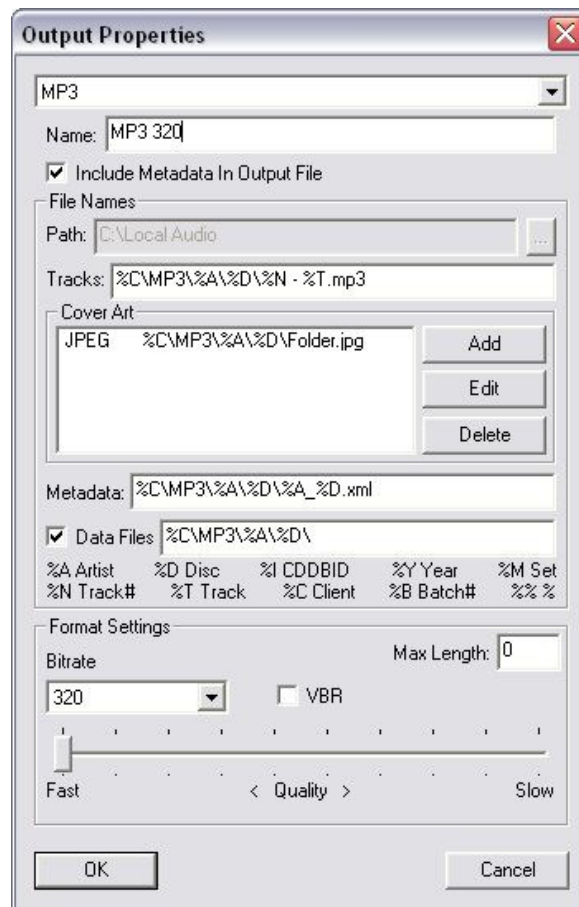 Output Properties
MP3
Name: MP3 320
Include Metadata In Output File
File Names
Path: C:\Local Audio ...
Tracks: %C\MP3\%A\%D\%N - %T.mp3
Cover Art
JPEG %C\MP3\%A\%D\Folder.jpg
Add
Edit
Delete
Metadata: %C\MP3\%A\%D\%A_%D.xml
Data Files %C\MP3\%A\%D\
%A Artist %D Disc %I CDDBID %Y Year %M Set
%N Track# %T Track %C Client %B Batch# %% %
Format Settings
Bitrate
Max Length: 0
320
VBR
Fast < Quality > Slow
OK Cancel